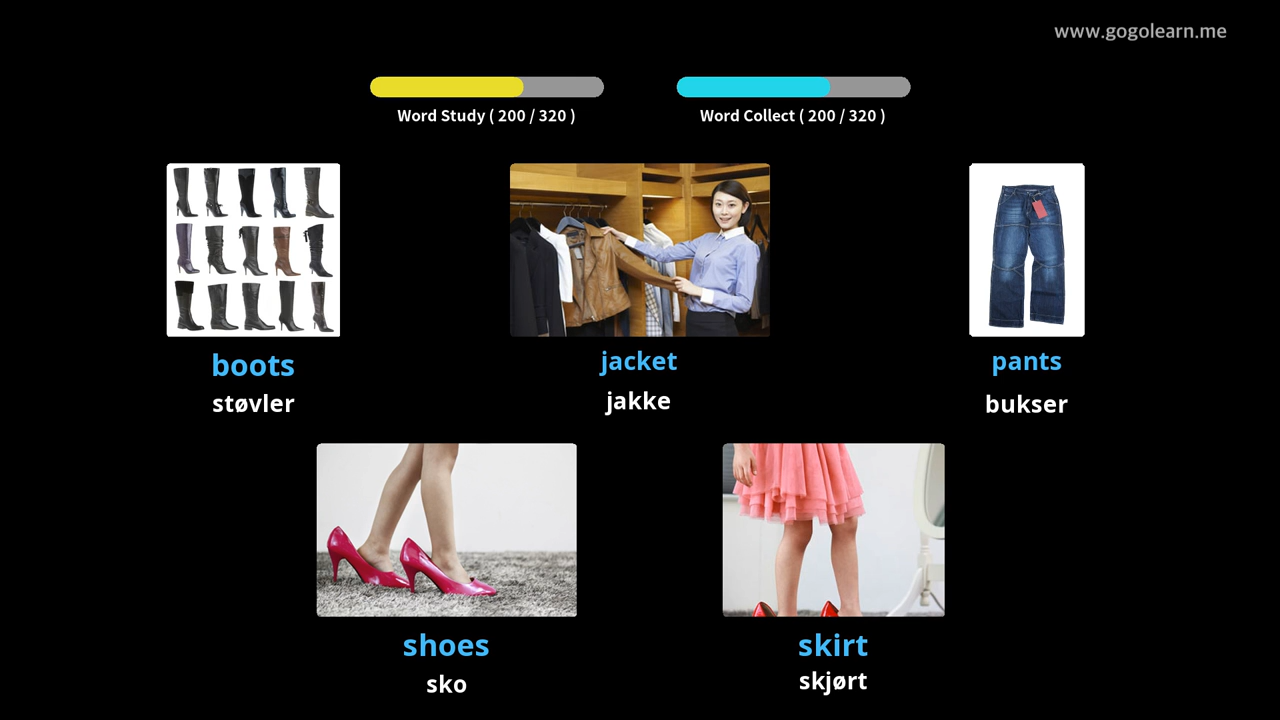 www.gogolearn.me
Word Study ( 200 / 320 )
Word Collect ( 200 / 320 )
boots
støvler
jacket
jakke
pants
bukser
shoes
sko
skirt
skjørt